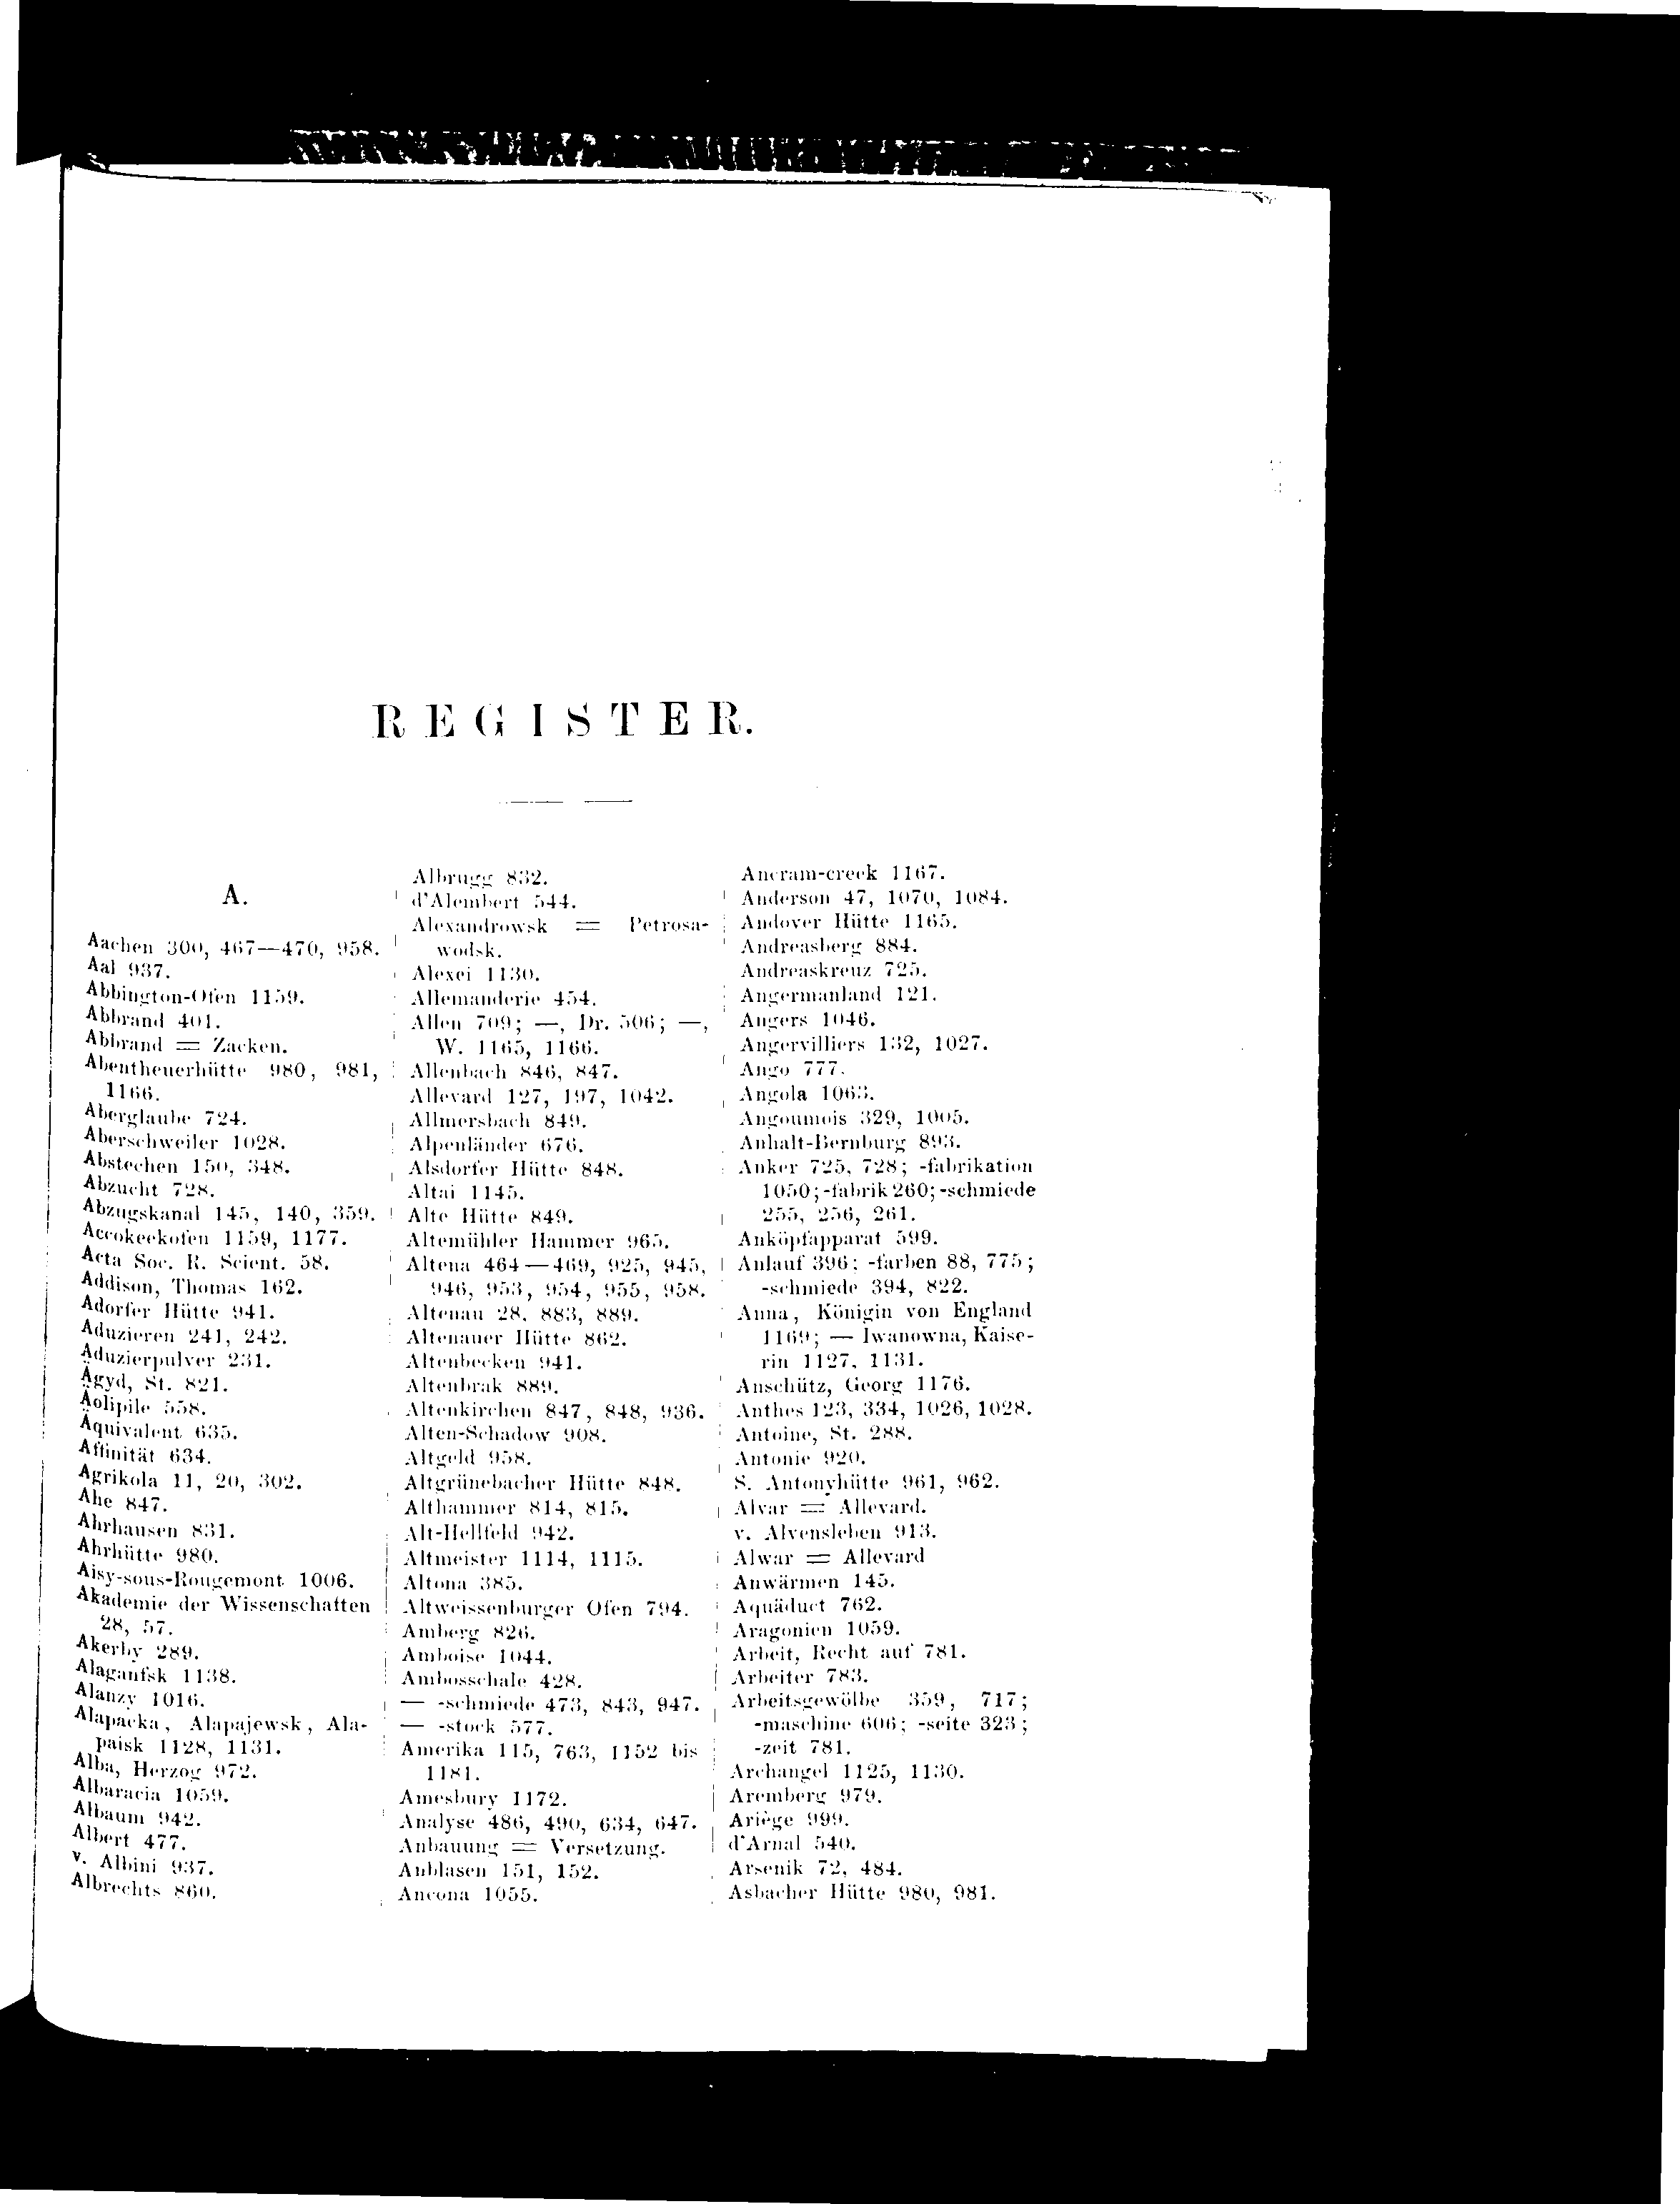 REGISTER.
A.
Aachen 300, 467—470, 958.
Aal 937.
Abbington-Ofen 1159.
Abbrand 401.
Abbrand = Zacken.
Abentheuerhütte 980, 981,
1166.
Aberglaube 724.
Aberschweiler 1028.
Abstechen 150, 348.
Abzucht 728.
Abzugskanal 145, 140, 359.
Accokeekofen 1159, 1177.
Acta Soc. R. Scient. 58.
Addison, Thomas 162.
Adorfer Hütte 941.
Aduzieren 241, 242.
Aduzierpulver 231.
Ägyd, St. 821.
Äolipile 558.
Äquivalent 635.
Affinität 634.
Agrikola 11, 20, 302.
Ahe 847.
Ahrhausen 831.
Ahrhütte 980.
Aisy-sous-Rougemont 1006.
Akademie der Wissenschaften
28, 57.
Akerby 289.
Alaganfsk 1138.
Alanzy 1016.
Alapacka, Alapajewsk, Ala-
paisk 1128, 1131.
Alba, Herzog 972.
Albaracia 1059.
Albaum 942.
Albert 477.
v. Albini 937.
Albrechts 860.
Albrugg 832.
d'Alembert 544.
Alexandrowsk = Petrosa-
wodsk.
Alexei 1130.
Allemanderie 454.
Allen 709; —, Dr. 506; —,
W. 1165, 1166.
Allenbach 846, 847.
Allevard 127, 197, 1042.
Allmersbach 849.
Alpenländer 676.
Alsdorfer Hütte 848.
Altai 1145.
Alte Hütte 849.
Altemühler Hammer 965.
Altena 464—469, 925, 945,
946, 953, 954, 955, 958.
Altenau 28, 883, 889.
Altenauer Hütte 862.
Altenbecken 941.
Altenbrak 889.
Altenkirchen 847, 848, 936.
Alten-Schadow 908.
Altgeld 958.
Altgrünebacher Hütte 848.
Althammer 814, 815.
Alt-Hellfeld 942.
Altmeister 1114, 1115.
Altona 385.
Altweissenburger Ofen 794.
Amberg 826.
Amboise 1044.
Ambosschale 428.
— -schmiede 473, 843, 947.
— -stock 577.
Amerika 115, 763, 1152 bis
1181.
Amesbury 1172.
Analyse 486, 490, 634, 647.
Anbauung = Versetzung.
Anblasen 151, 152.
Ancona 1055.
Ancram-creek 1167.
Anderson 47, 1070, 1084.
Andover Hütte 1165.
Andreasberg 884.
Andreaskreuz 725.
Angermanland 121.
Angers 1046.
Angervilliers 132, 1027.
Ango 777.
Angola 1063.
Angoumois 329, 1005.
Anhalt-Bernburg 893.
Anker 725, 728; -fabrikation
1050; -fabrik 260; -schmiede
255, 256, 261.
Anköpfapparat 599.
Anlauf 396; -farben 88, 775;
-schmiede 394, 822.
Anna, Königin von England
1169; — Iwanowna, Kaise-
rin 1127, 1131.
Anschütz, Georg 1176.
Anthes 123, 334, 1026, 1028.
Antoine, St. 288.
Antonie 920.
S. Antonyhütte 961, 962.
Alvar = Allevard.
v. Alvensleben 913.
Alwar = Allevard
Anwärmen 145.
Aquäduct 762.
Aragonien 1059.
Arbeit, Recht auf 781.
Arbeiter 783.
Arbeitsgewölbe 359, 717;
-maschine 606; -seite 323;
-zeit 781.
Archangel 1125, 1130.
Aremberg 979.
Ariège 999.
d'Arnal 540.
Arsenik 72, 484.
Asbacher Hütte 980, 981.